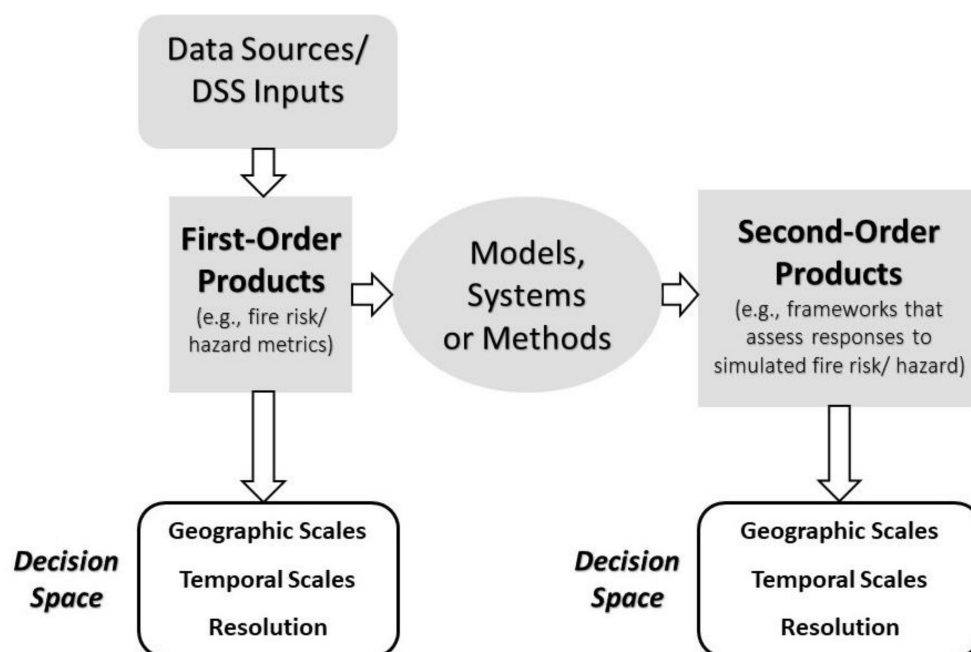 Data Sources/
DSS Inputs
First-Order
Products
(e.g., fire risk/
hazard metrics)
Models,
Systems
or Methods
Second-Order
Products
(e.g., frameworks that
assess responses to
simulated fire risk/ hazard)
Decision
Space
Geographic Scales
Temporal Scales
Resolution
Decision
Space
Geographic Scales
Temporal Scales
Resolution